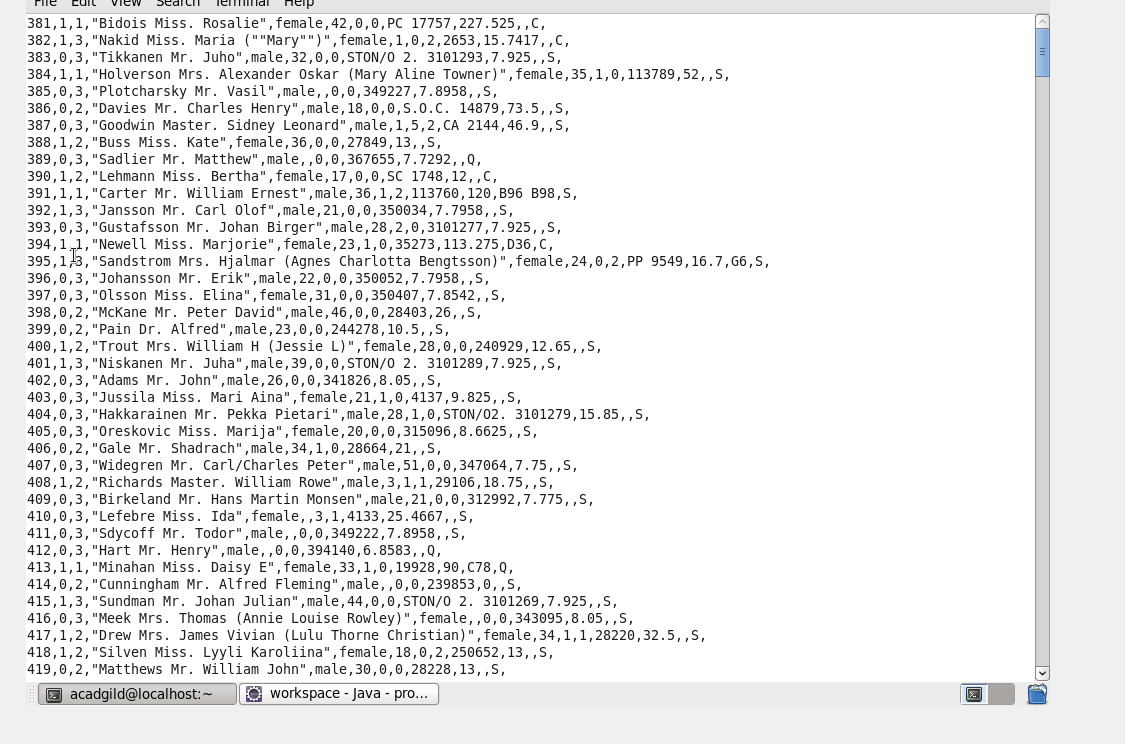 File Edit View Search Terminal Help
381,1,1,"Bidois Miss. Rosalie",female,42,0,0,PC 17757,227.525,,C,
382,1,3,"Nakid Miss. Maria (""Mary"")",female,1,0,2,2653,15.7417,,C,
383,0,3,"Tikkanen Mr. Juho",male,32,0,0,STON/O 2. 3101293,7.925,,S,
384,1,1,"Holverson Mrs. Alexander Oskar (Mary Aline Towner)",female,35,1,0,113789,52,,S,
385,0,3,"Plotcharsky Mr. Vasil",male,,0,0,349227,7.8958,,S,
386,0,2,"Davies Mr. Charles Henry",male,18,0,0,S.O.C. 14879,73.5,,S,
387,0,3,"Goodwin Master. Sidney Leonard",male,1,5,2,CA 2144,46.9,,S,
388,1,2,"Buss Miss. Kate",female,36,0,0,27849,13,,S,
389,0,3,"Sadlier Mr. Matthew",male,,0,0,367655,7.7292,,Q,
390,1,2,"Lehmann Miss. Bertha",female,17,0,0,SC 1748,12,,C,
391,1,1,"Carter Mr. William Ernest",male,36,1,2,113760,120,B96 B98,S,
392,1,3,"Jansson Mr. Carl Olof",male,21,0,0,350034,7.7958,,S,
393,0,3,"Gustafsson Mr. Johan Birger",male,28,2,0,3101277,7.925,,S,
394,1,1,"Newell Miss. Marjorie",female,23,1,0,35273,113.275,D36,C,
395,1,3,"Sandstrom Mrs. Hjalmar (Agnes Charlotta Bengtsson)",female,24,0,2,PP 9549,16.7,G6,S,
396,0,3,"Johansson Mr. Erik",male,22,0,0,350052,7.7958,,S,
397,0,3,"Olsson Miss. Elina",female,31,0,0,350407,7.8542,,S,
398,0,2,"McKane Mr. Peter David",male,46,0,0,28403,26,,S,
399,0,2,"Pain Dr. Alfred",male,23,0,0,244278,10.5,,S,
400,1,2,"Trout Mrs. William H (Jessie L)",female,28,0,0,240929,12.65,,S,
401,1,3,"Niskanen Mr. Juha",male,39,0,0,STON/O 2. 3101289,7.925,,S,
402,0,3,"Adams Mr. John",male,26,0,0,341826,8.05,,S,
403,0,3,"Jussila Miss. Mari Aina",female,21,1,0,4137,9.825,,S,
404,0,3,"Hakkarainen Mr. Pekka Pietari",male,28,1,0,STON/O2. 3101279,15.85,,S,
405,0,3,"Oreskovic Miss. Marija",female,20,0,0,315096,8.6625,,S,
406,0,2,"Gale Mr. Shadrach",male,34,1,0,28664,21,,S,
407,0,3,"Widegren Mr. Carl/Charles Peter",male,51,0,0,347064,7.75,,S,
408,1,2,"Richards Master. William Rowe",male,3,1,1,29106,18.75,,S,
409,0,3,"Birkeland Mr. Hans Martin Monsen",male,21,0,0,312992,7.775,,S,
410,0,3,"Lefebre Miss. Ida",female,,3,1,4133,25.4667,,S,
411,0,3,"Sdycoff Mr. Todor",male,,0,0,349222,7.8958,,S,
412,0,3,"Hart Mr. Henry",male,,0,0,394140,6.8583,,Q,
413,1,1,"Minahan Miss. Daisy E",female,33,1,0,19928,90,C78,Q,
414,0,2,"Cunningham Mr. Alfred Fleming",male,,0,0,239853,0,,S,
415,1,3,"Sundman Mr. Johan Julian",male,44,0,0,STON/O 2. 3101269,7.925,,S,
416,0,3,"Meek Mrs. Thomas (Annie Louise Rowley)",female,,0,0,343095,8.05,,S,
417,1,2,"Drew Mrs. James Vivian (Lulu Thorne Christian)",female,34,1,1,28220,32.5,,S,
418,1,2,"Silven Miss. Lyyli Karoliina",female,18,0,2,250652,13,,S,
419,0,2,"Matthews Mr. William John",male,30,0,0,28228,13,,S,
acadgild@localhost:~ workspace - Java - pro...